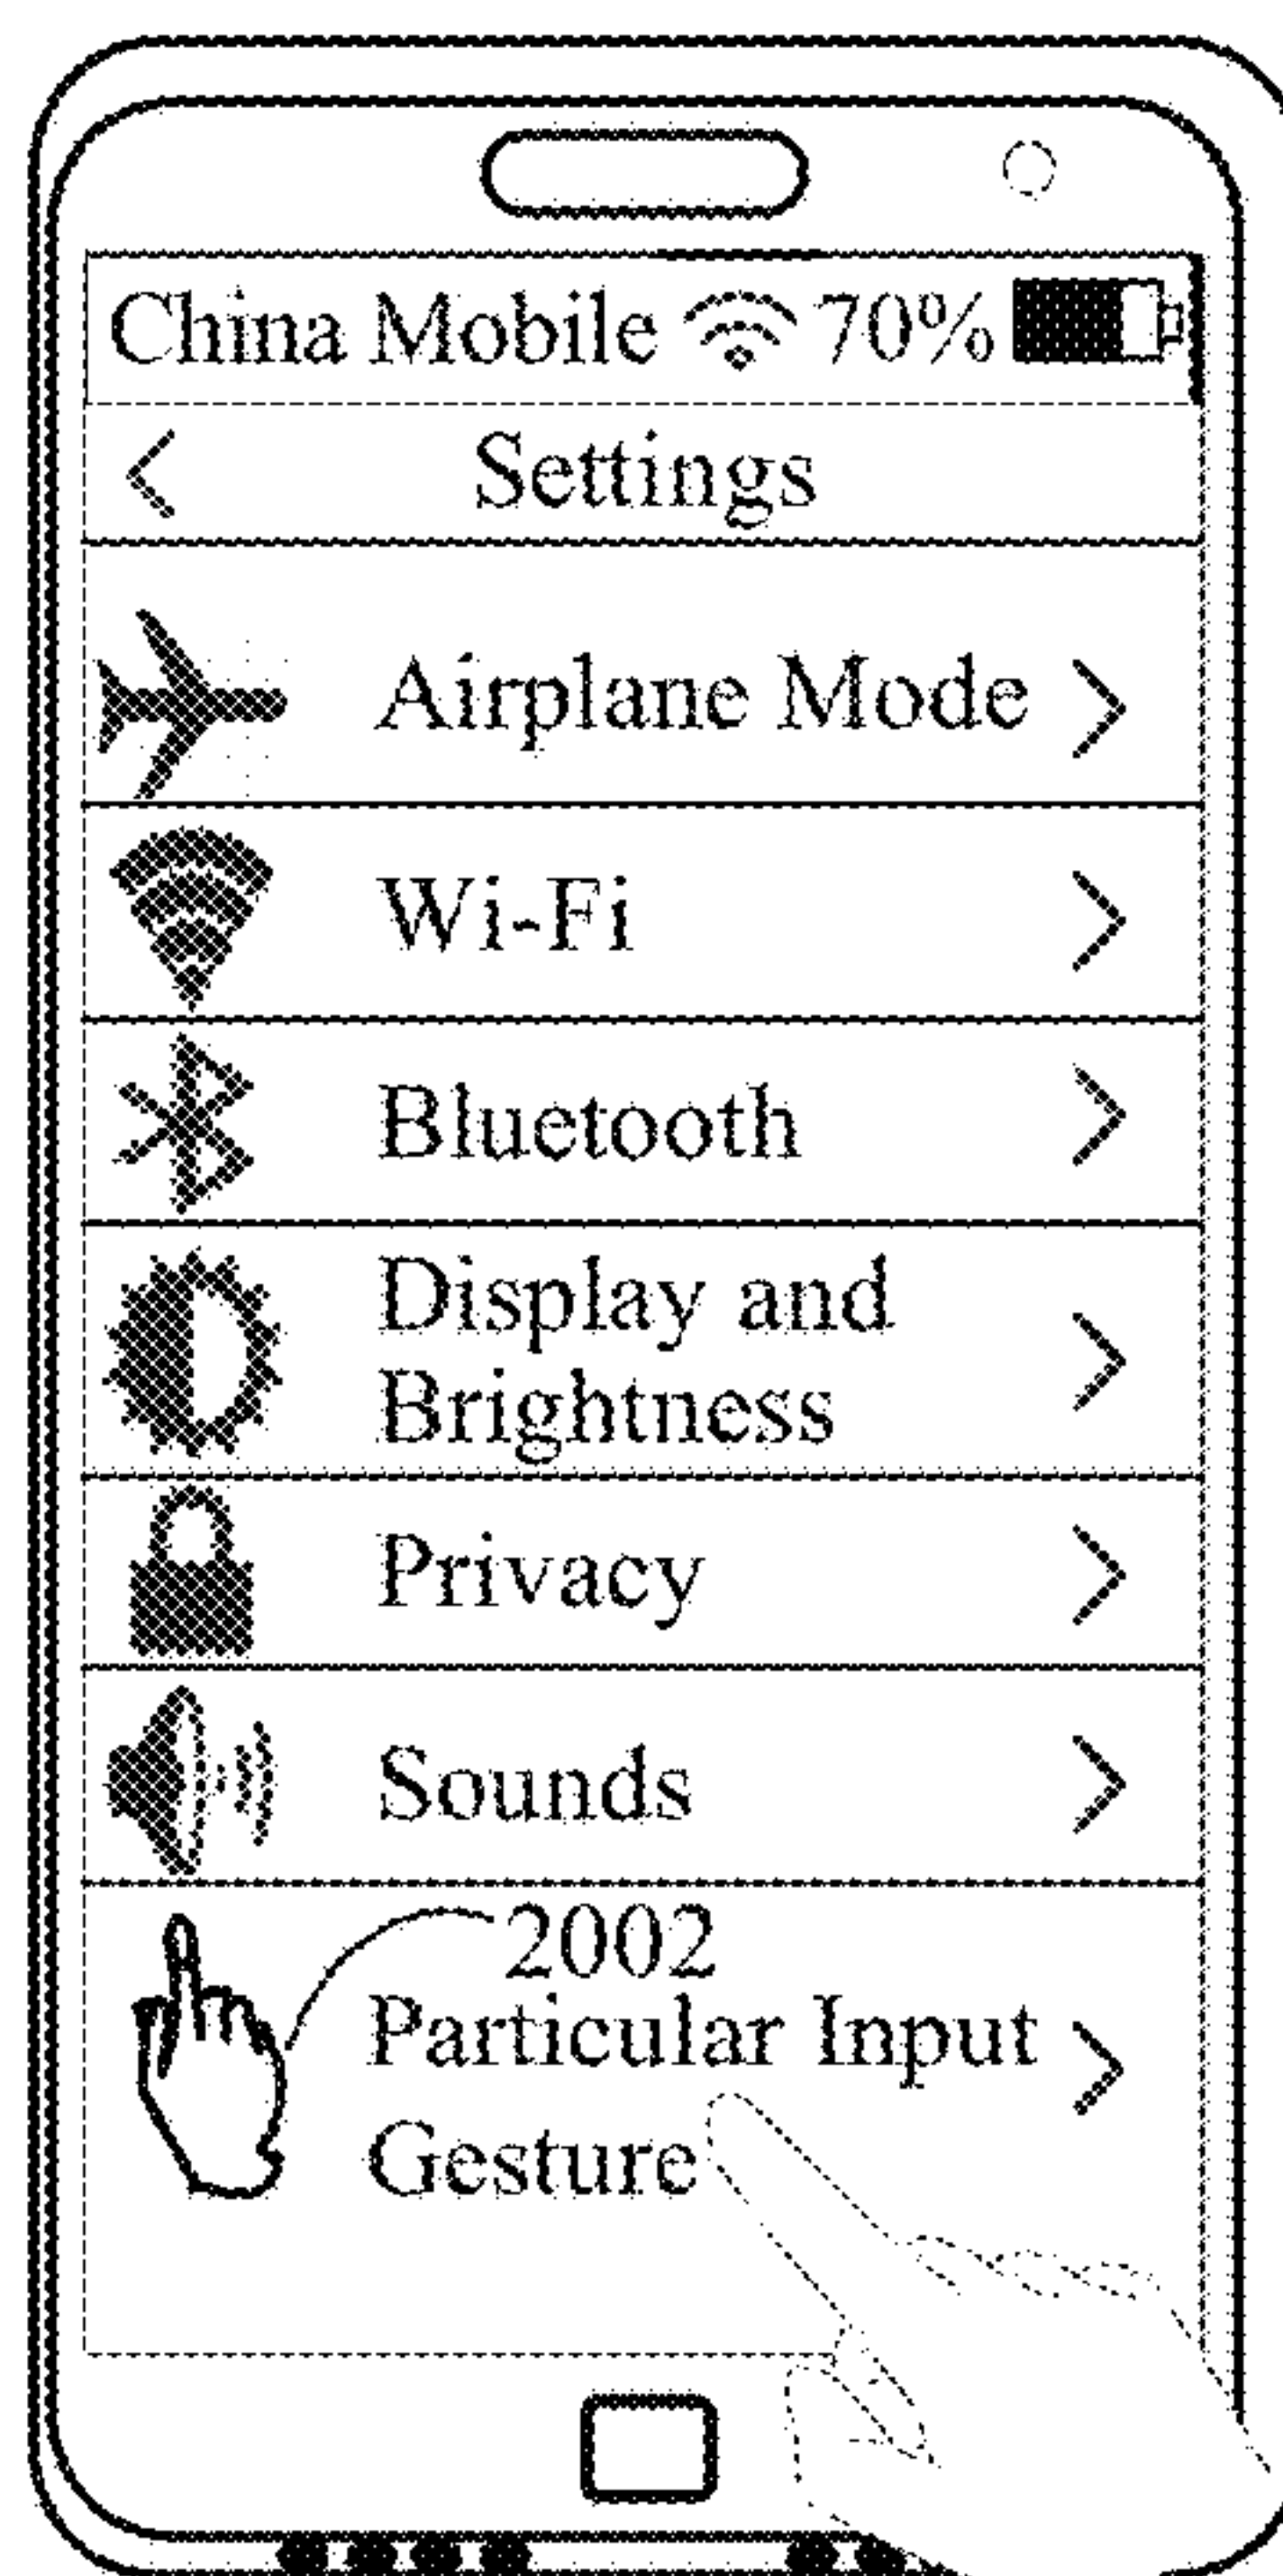 China Mobile 70%
Settings
Airplane Mode
Wi-Fi
Bluetooth
Display and
Brightness
Privacy
Sounds
2002
Particular Input
Gesture